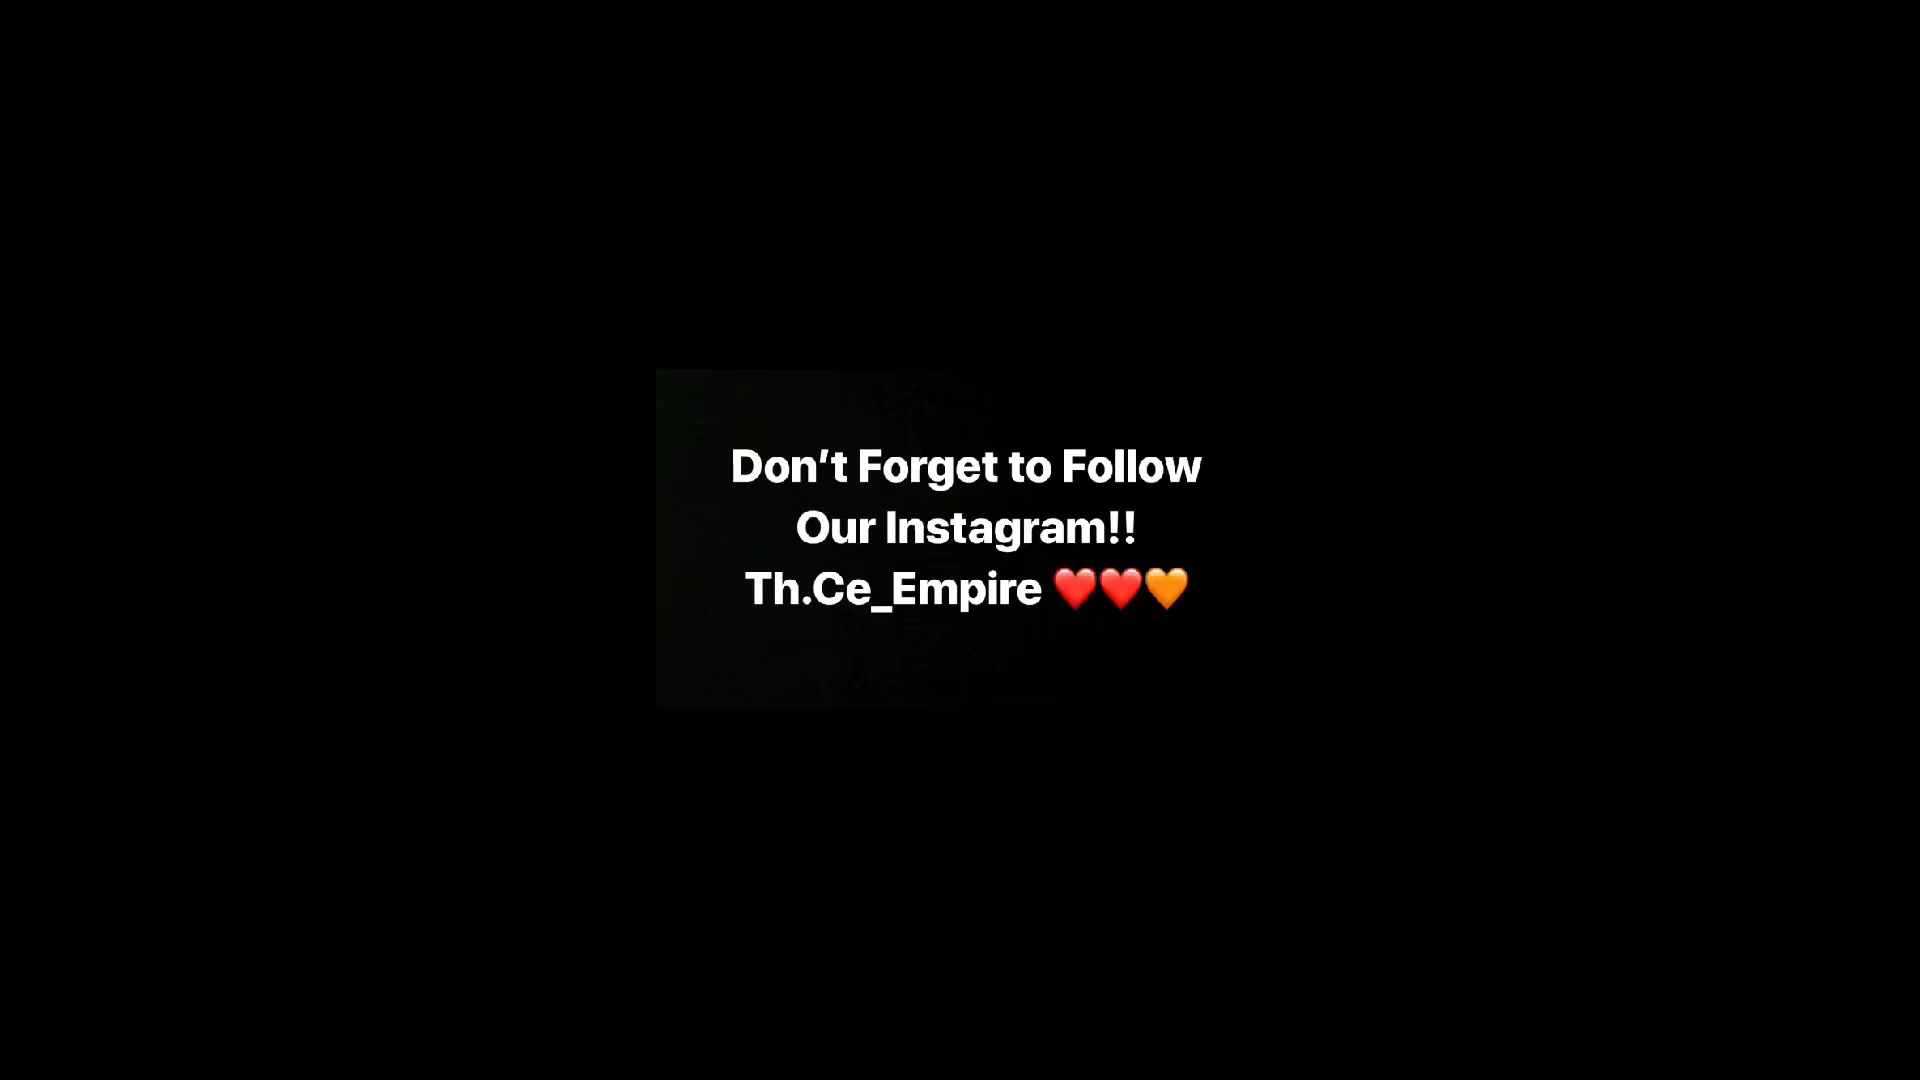 Don’t Forget to Follow
Our Instagram!!
Th.Ce_Empire ❤️❤️🧡